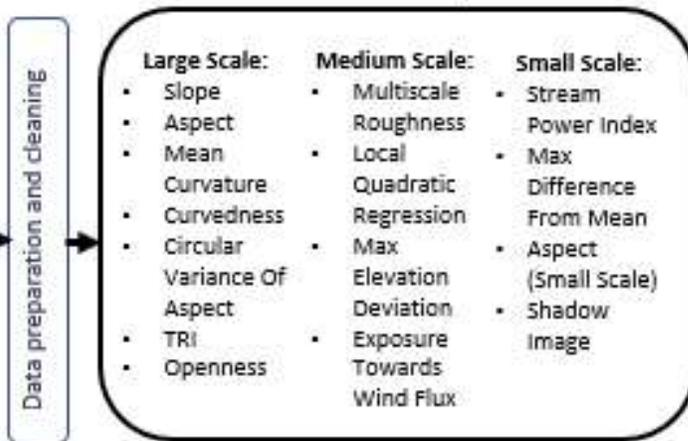 Data preparation and cleaning
Large Scale:
▪ Slope
▪ Aspect
▪ Mean
Curvature
▪ Curvedness
▪ Circular
Variance Of
Aspect
▪ TRI
▪ Openness
Medium Scale:
▪ Multiscale
Roughness
▪ Local
Quadratic
Regression
▪ Max
Elevation
Deviation
▪ Exposure
Towards
Wind Flux
Small Scale:
▪ Stream
Power Index
▪ Max
Difference
From Mean
▪ Aspect
(Small Scale)
▪ Shadow
Image